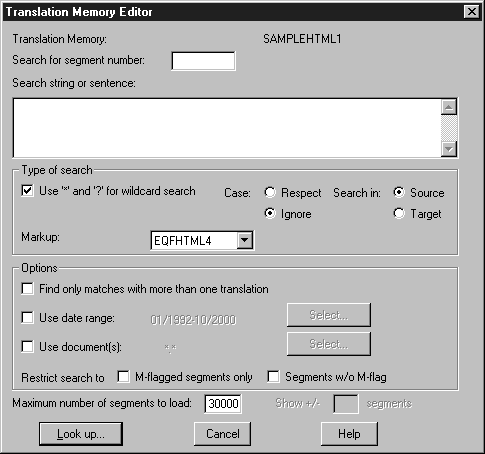 Translation Memory Editor
Translation Memory: SAMPLEHTML1
Search for segment number:
Search string or sentence:
Type of search
Use '*' and '?' for wildcard search Case: Respect Search in: Source
Ignore Target
Markup: EQFHTML4
Options
Find only matches with more than one translation
Use date range: 01/1992-10/2000 Select...
Use document(s): *.* Select...
Restrict search to M-flagged segments only Segments w/o M-flag
Maximum number of segments to load: 30000 Show +/- segments
Look up... Cancel Help